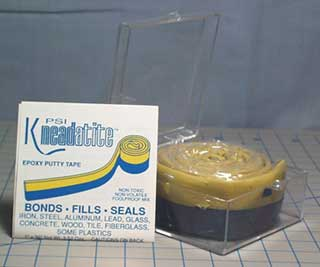 PSI
Kneadatite™
EPOXY PUTTY TAPE
NON-TOXIC
NON-VOLATILE
FOOLPROOF MIX
BONDS · FILLS · SEALS
IRON, STEEL, ALUMINUM, LEAD, GLASS,
CONCRETE, WOOD, TILE, FIBERGLASS,
SOME PLASTICS
CAUTIONS ON BACK